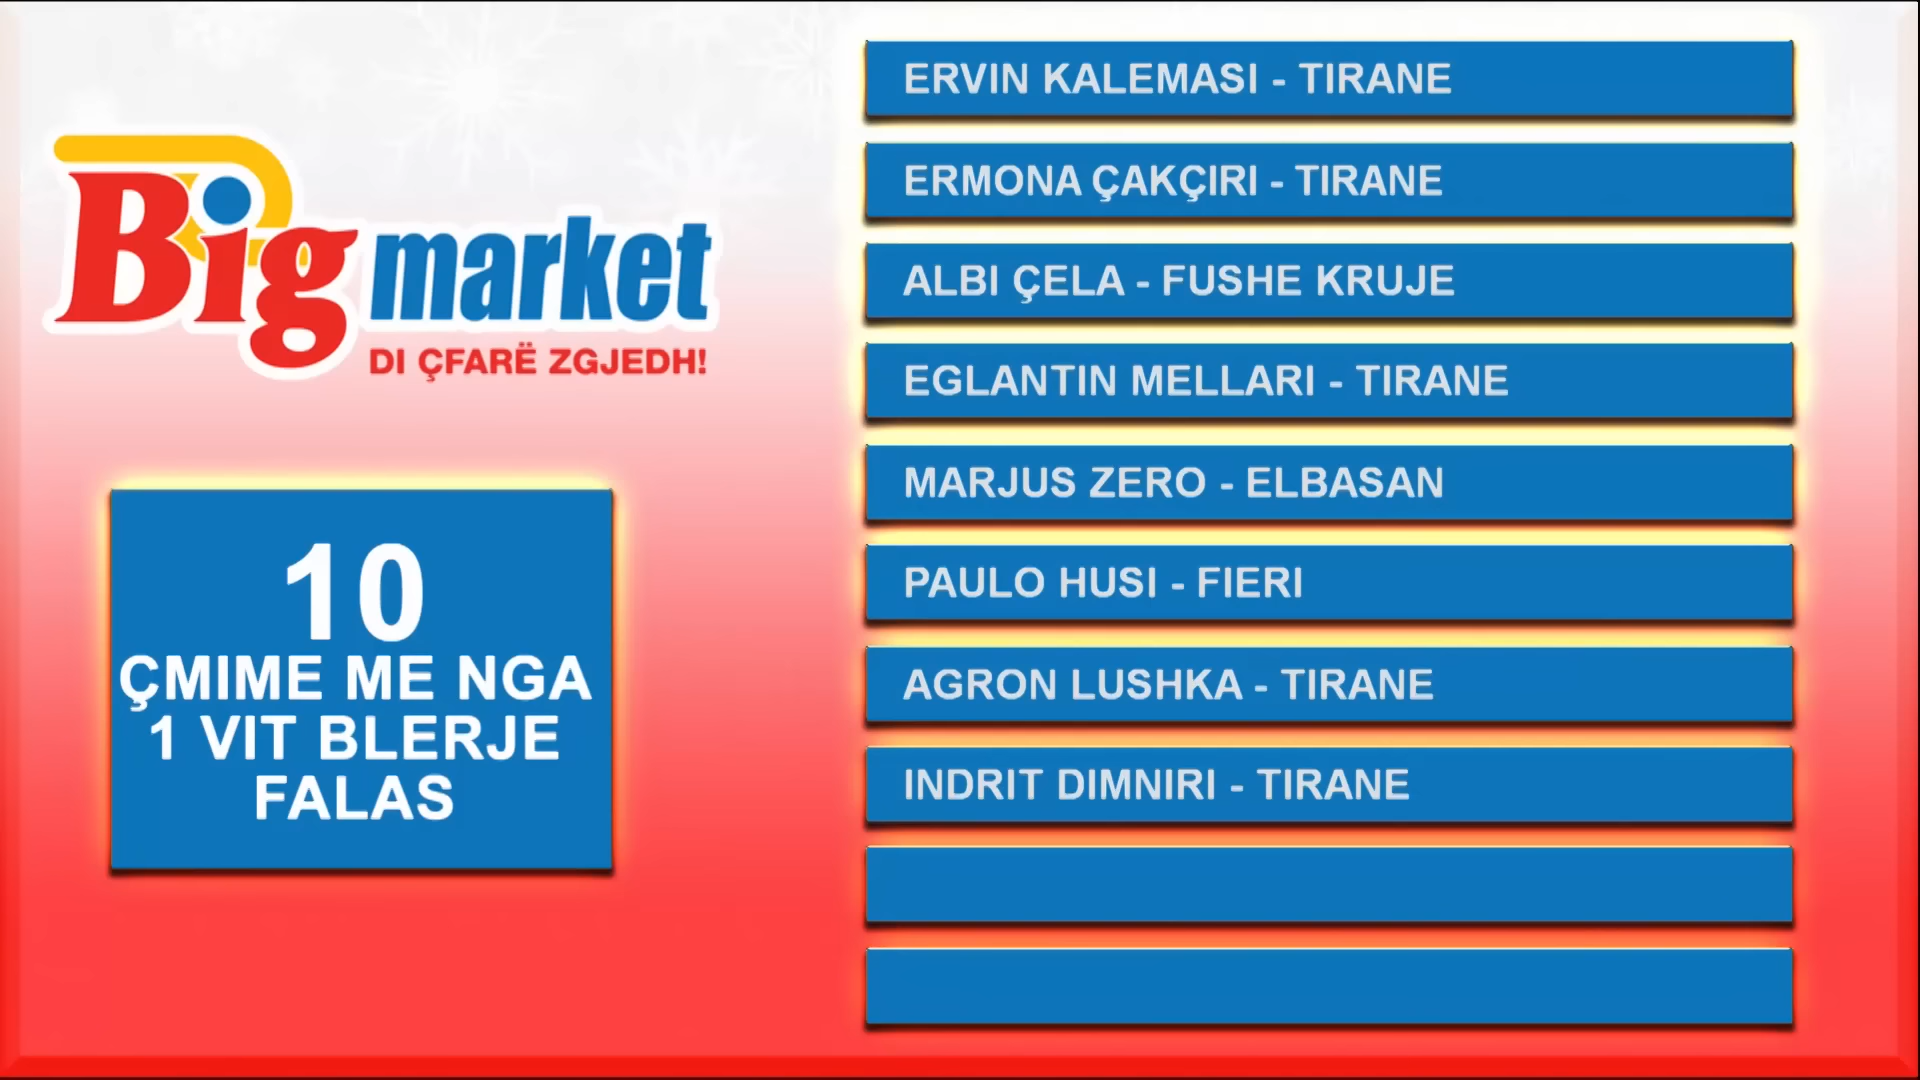 Big market
DI ÇFARË ZGJEDH!
10
ÇMIME ME NGA
1 VIT BLERJE
FALAS
ERVIN KALEMASI - TIRANE
ERMONA ÇAKÇIRI - TIRANE
ALBI ÇELA - FUSHE KRUJE
EGLANTIN MELLARI - TIRANE
MARJUS ZERO - ELBASAN
PAULO HUSI - FIERI
AGRON LUSHKA - TIRANE
INDRIT DIMNIRI - TIRANE